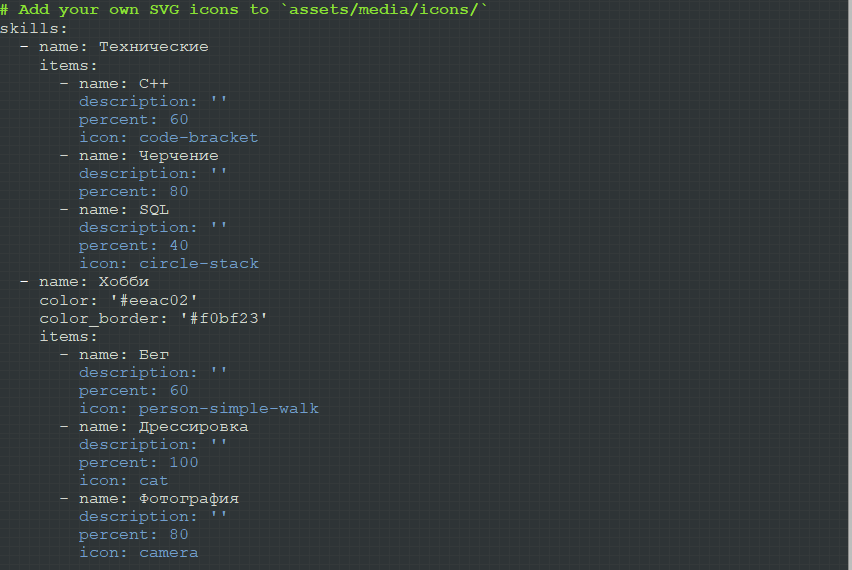 # Add your own SVG icons to `assets/media/icons/`
skills:
  - name: Технические
    items:
      - name: C++
        description: ''
        percent: 60
        icon: code-bracket
      - name: Черчение
        description: ''
        percent: 80
      - name: SQL
        description: ''
        percent: 40
        icon: circle-stack
  - name: Хобби
    color: '#eeac02'
    color_border: '#f0bf23'
    items:
      - name: Бег
        description: ''
        percent: 60
        icon: person-simple-walk
      - name: Дрессировка
        description: ''
        percent: 100
        icon: cat
      - name: Фотография
        description: ''
        percent: 80
        icon: camera